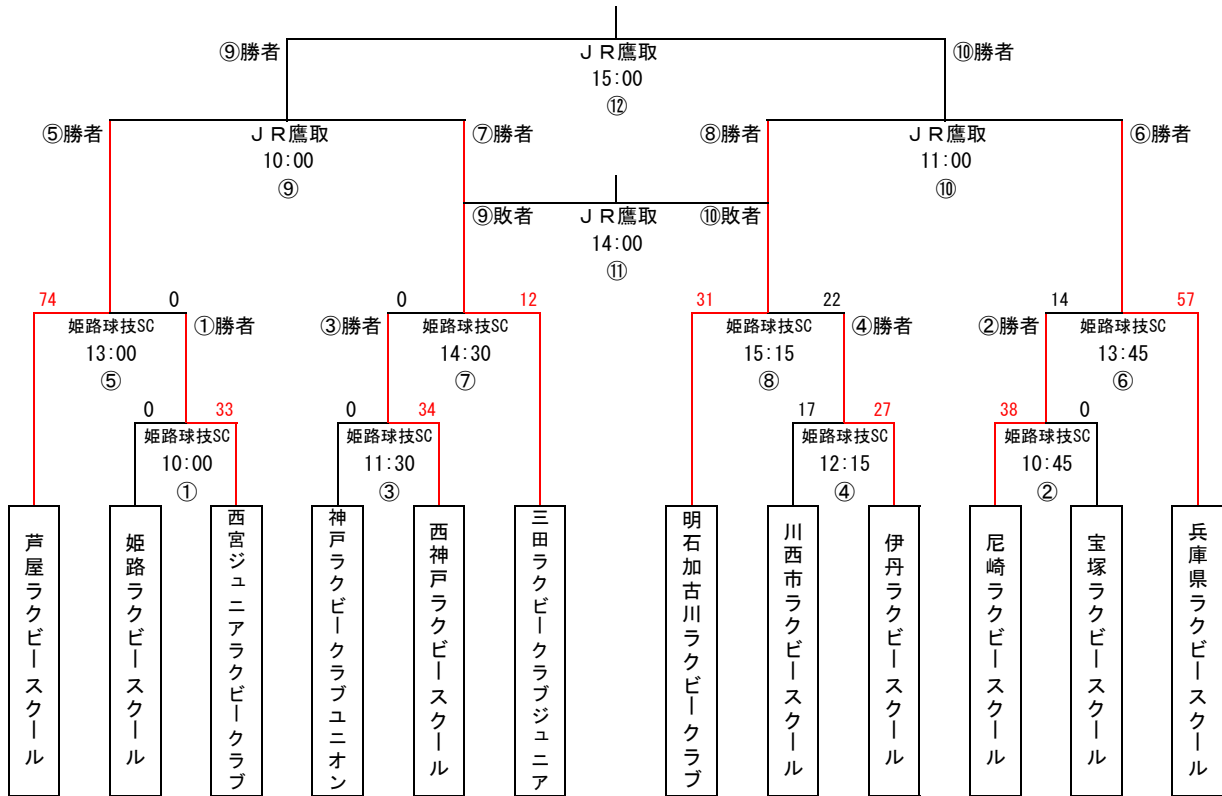 ⑨勝者
JR鷹取
⑩勝者
15:00
⑫
⑤勝者
JR鷹取
⑦勝者
⑧勝者
JR鷹取
⑥勝者
10:00
11:00
⑨
⑩
⑨敗者
JR鷹取
⑩敗者
14:00
⑪
74
0
0
12
31
22
14
57
姫路球技SC
①勝者
③勝者
姫路球技SC
姫路球技SC
④勝者
②勝者
姫路球技SC
13:00
14:30
15:15
13:45
⑤
⑦
⑧
⑥
0
33
0
34
17
27
38
0
姫路球技SC
姫路球技SC
姫路球技SC
姫路球技SC
10:00
11:30
12:15
10:45
①
③
④
②
芦屋ラクビースクール
姫路ラクビースクール
西宮ジュニアラクビークラブ
神戸ラクビークラブユニオン
西神戸ラクビースクール
三田ラクビークラブジュニア
明石加古川ラクビークラブ
川西市ラクビースクール
伊丹ラクビースクール
尼崎ラクビースクール
宝塚ラクビースクール
兵庫県ラクビースクール